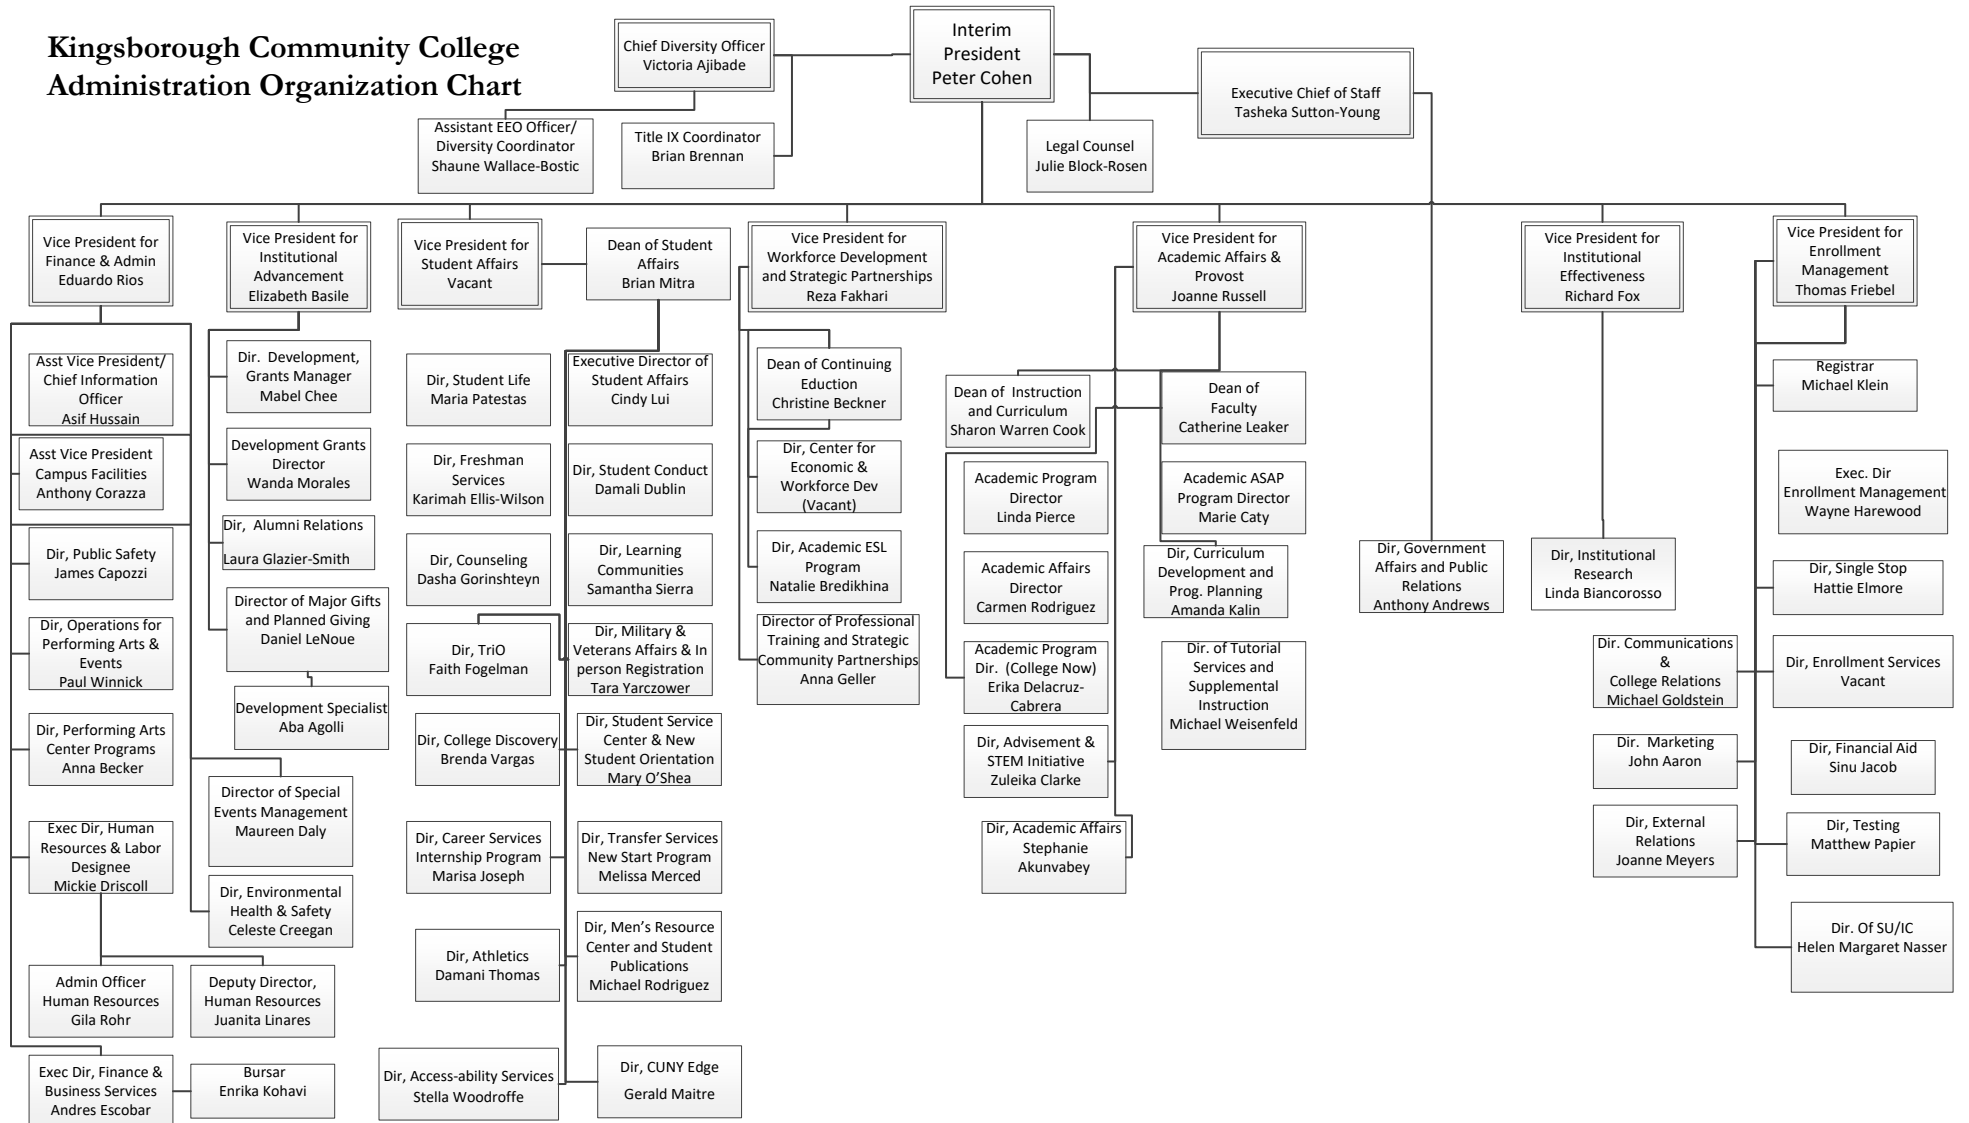 Kingsborough Community College
Administration Organization Chart
Chief Diversity Officer
Victoria Ajibade
Interim
President
Peter Cohen
Executive Chief of Staff
Tasheka Sutton-Young
Assistant EEO Officer/
Diversity Coordinator
Shaune Wallace-Bostic
Title IX Coordinator
Brian Brennan
Legal Counsel
Julie Block-Rosen
Vice President for
Finance & Admin
Eduardo Rios
Vice President for
Institutional
Advancement
Elizabeth Basile
Vice President for
Student Affairs
Vacant
Dean of Student
Affairs
Brian Mitra
Vice President for
Workforce Development
and Strategic Partnerships
Reza Fakhari
Vice President for
Academic Affairs &
Provost
Joanne Russell
Vice President for
Institutional
Effectiveness
Richard Fox
Vice President for
Enrollment
Management
Thomas Friebel
Asst Vice President/
Chief Information
Officer
Asif Hussain
Asst Vice President
Campus Facilities
Anthony Corazza
Dir, Public Safety
James Capozzi
Dir, Operations for
Performing Arts &
Events
Paul Winnick
Dir, Performing Arts
Center Programs
Anna Becker
Exec Dir, Human
Resources & Labor
Designee
Mickie Driscoll
Admin Officer
Human Resources
Gila Rohr
Deputy Director,
Human Resources
Juanita Linares
Exec Dir, Finance &
Business Services
Andres Escobar
Bursar
Enrika Kohavi
Dir. Development,
Grants Manager
Mabel Chee
Development Grants
Director
Wanda Morales
Dir, Alumni Relations
Laura Glazier-Smith
Director of Major Gifts
and Planned Giving
Daniel LeNoue
Development Specialist
Aba Agolli
Director of Special
Events Management
Maureen Daly
Dir, Environmental
Health & Safety
Celeste Creegan
Dir, Student Life
Maria Patestas
Executive Director of
Student Affairs
Cindy Lui
Dir, Freshman
Services
Karimah Ellis-Wilson
Dir, Student Conduct
Damali Dublin
Dir, Counseling
Dasha Gorinshteyn
Dir, Learning
Communities
Samantha Sierra
Dir, TriO
Faith Fogelman
Dir, Military &
Veterans Affairs & In
person Registration
Tara Yarczower
Dir, College Discovery
Brenda Vargas
Dir, Student Service
Center & New
Student Orientation
Mary O’Shea
Dir, Career Services
Internship Program
Marisa Joseph
Dir, Transfer Services
New Start Program
Melissa Merced
Dir, Athletics
Damani Thomas
Dir, Men’s Resource
Center and Student
Publications
Michael Rodriguez
Dir, Access-ability Services
Stella Woodroffe
Dir, CUNY Edge
Gerald Maitre
Dean of Continuing
Eduction
Christine Beckner
Dir, Center for
Economic &
Workforce Dev
(Vacant)
Dir, Academic ESL
Program
Natalie Bredikhina
Director of Professional
Training and Strategic
Community Partnerships
Anna Geller
Dean of Instruction
and Curriculum
Sharon Warren Cook
Dean of
Faculty
Catherine Leaker
Academic Program
Director
Linda Pierce
Academic ASAP
Program Director
Marie Caty
Academic Affairs
Director
Carmen Rodriguez
Dir, Curriculum
Development and
Prog. Planning
Amanda Kalin
Academic Program
Dir. (College Now)
Erika Delacruz-
Cabrera
Dir. of Tutorial
Services and
Supplemental
Instruction
Michael Weisenfeld
Dir, Advisement &
STEM Initiative
Zuleika Clarke
Dir, Academic Affairs
Stephanie
Akunvabey
Dir, Government
Affairs and Public
Relations
Anthony Andrews
Dir, Institutional
Research
Linda Biancorosso
Registrar
Michael Klein
Exec. Dir
Enrollment Management
Wayne Harewood
Dir, Single Stop
Hattie Elmore
Dir. Communications
&
College Relations
Michael Goldstein
Dir, Enrollment Services
Vacant
Dir. Marketing
John Aaron
Dir, Financial Aid
Sinu Jacob
Dir, External
Relations
Joanne Meyers
Dir, Testing
Matthew Papier
Dir. Of SU/IC
Helen Margaret Nasser